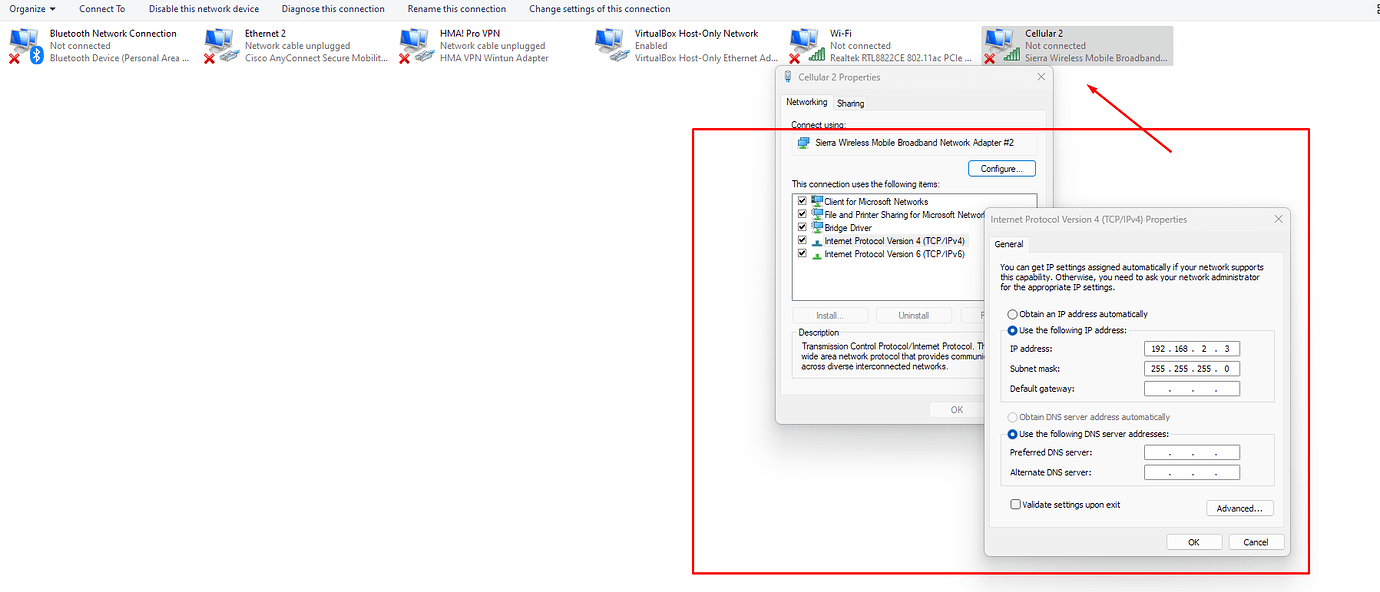 Organize
Connect To
Disable this network device
Diagnose this connection
Rename this connection
Change settings of this connection
Bluetooth Network Connection
Not connected
Bluetooth Device (Personal Area ...
Ethernet 2
Network cable unplugged
Cisco AnyConnect Secure Mobilit...
HMA! Pro VPN
Network cable unplugged
HMA VPN Wintun Adapter
VirtualBox Host-Only Network
Enabled
VirtualBox Host-Only Ethernet Ad...
Wi-Fi
Not connected
Realtek RTL8822CE 802.11ac PCIe ...
Cellular 2
Not connected
Sierra Wireless Mobile Broadband...
Cellular 2 Properties
Networking
Sharing
Connect using:
Sierra Wireless Mobile Broadband Network Adapter #2
Configure...
This connection uses the following items:
Client for Microsoft Networks
File and Printer Sharing for Microsoft Networ
Bridge Driver
Internet Protocol Version 4 (TCP/IPv4)
Internet Protocol Version 6 (TCP/IPv6)
Install...
Uninstall
Description
Transmission Control Protocol/Internet Protocol. Th
wide area network protocol that provides communi
across diverse interconnected networks.
OK
Internet Protocol Version 4 (TCP/IPv4) Properties
General
You can get IP settings assigned automatically if your network supports
this capability. Otherwise, you need to ask your network administrator
for the appropriate IP settings.
Obtain an IP address automatically
Use the following IP address:
IP address:
192 . 168 . 2 . 3
Subnet mask:
255 . 255 . 255 . 0
Default gateway:
. . .
Obtain DNS server address automatically
Use the following DNS server addresses:
Preferred DNS server:
. . .
Alternate DNS server:
. . .
Validate settings upon exit
Advanced...
OK
Cancel